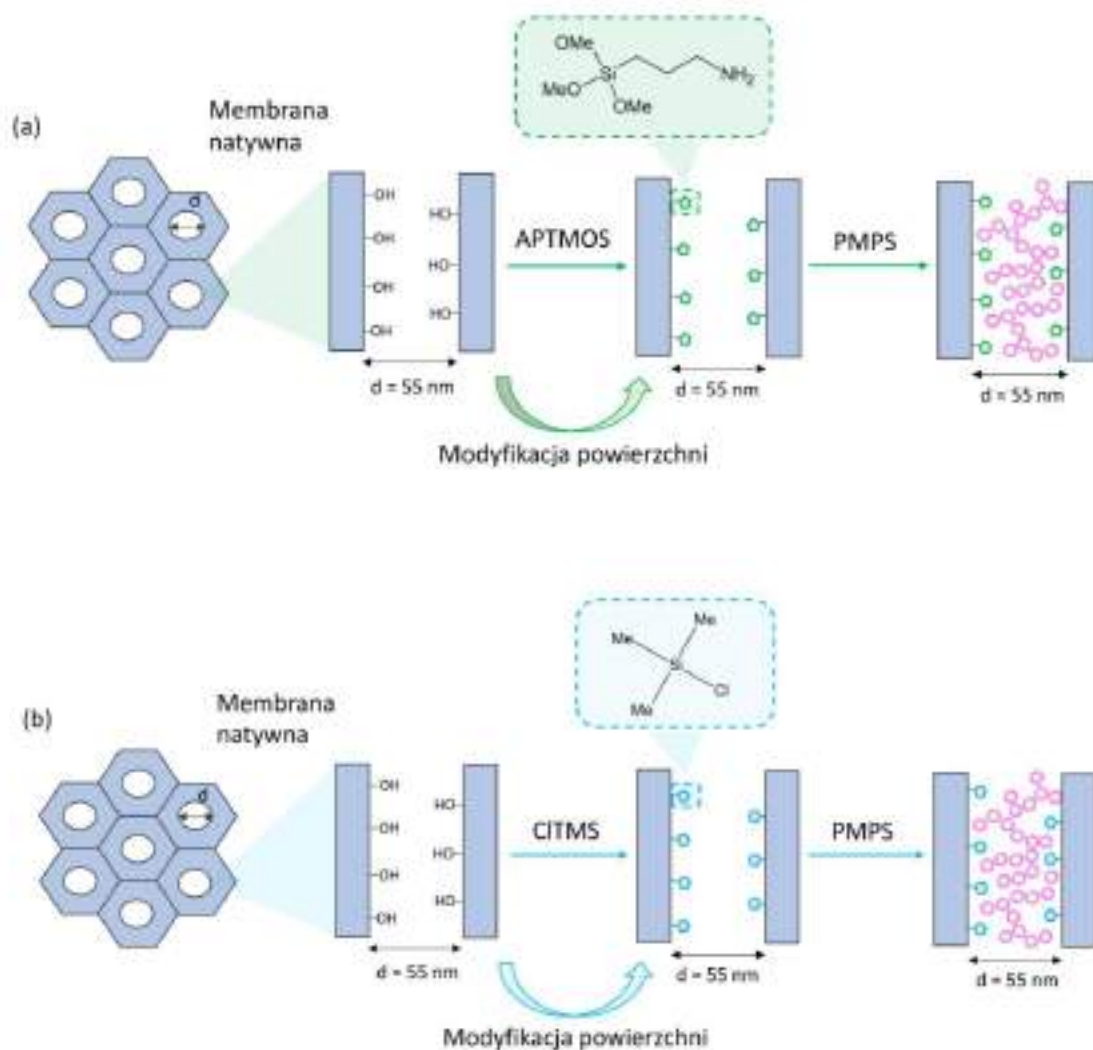 (a)
Membrana
natywna
d
OH
OH
OH
OH
HO
HO
HO
d = 55 nm
APTMOS
OMe
MeO
Si
OMe
NH2
d = 55 nm
PMPS
d = 55 nm
Modyfikacja powierzchni
(b)
Membrana
natywna
d
OH
OH
OH
OH
HO
HO
HO
d = 55 nm
ClTMS
Me
Me
Si
Cl
Me
d = 55 nm
PMPS
d = 55 nm
Modyfikacja powierzchni